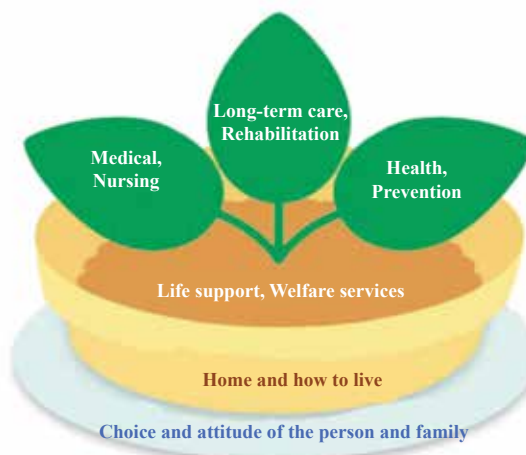 Long-term care,
Rehabilitation
Medical,
Nursing
Health,
Prevention
Life support, Welfare services
Home and how to live
Choice and attitude of the person and family